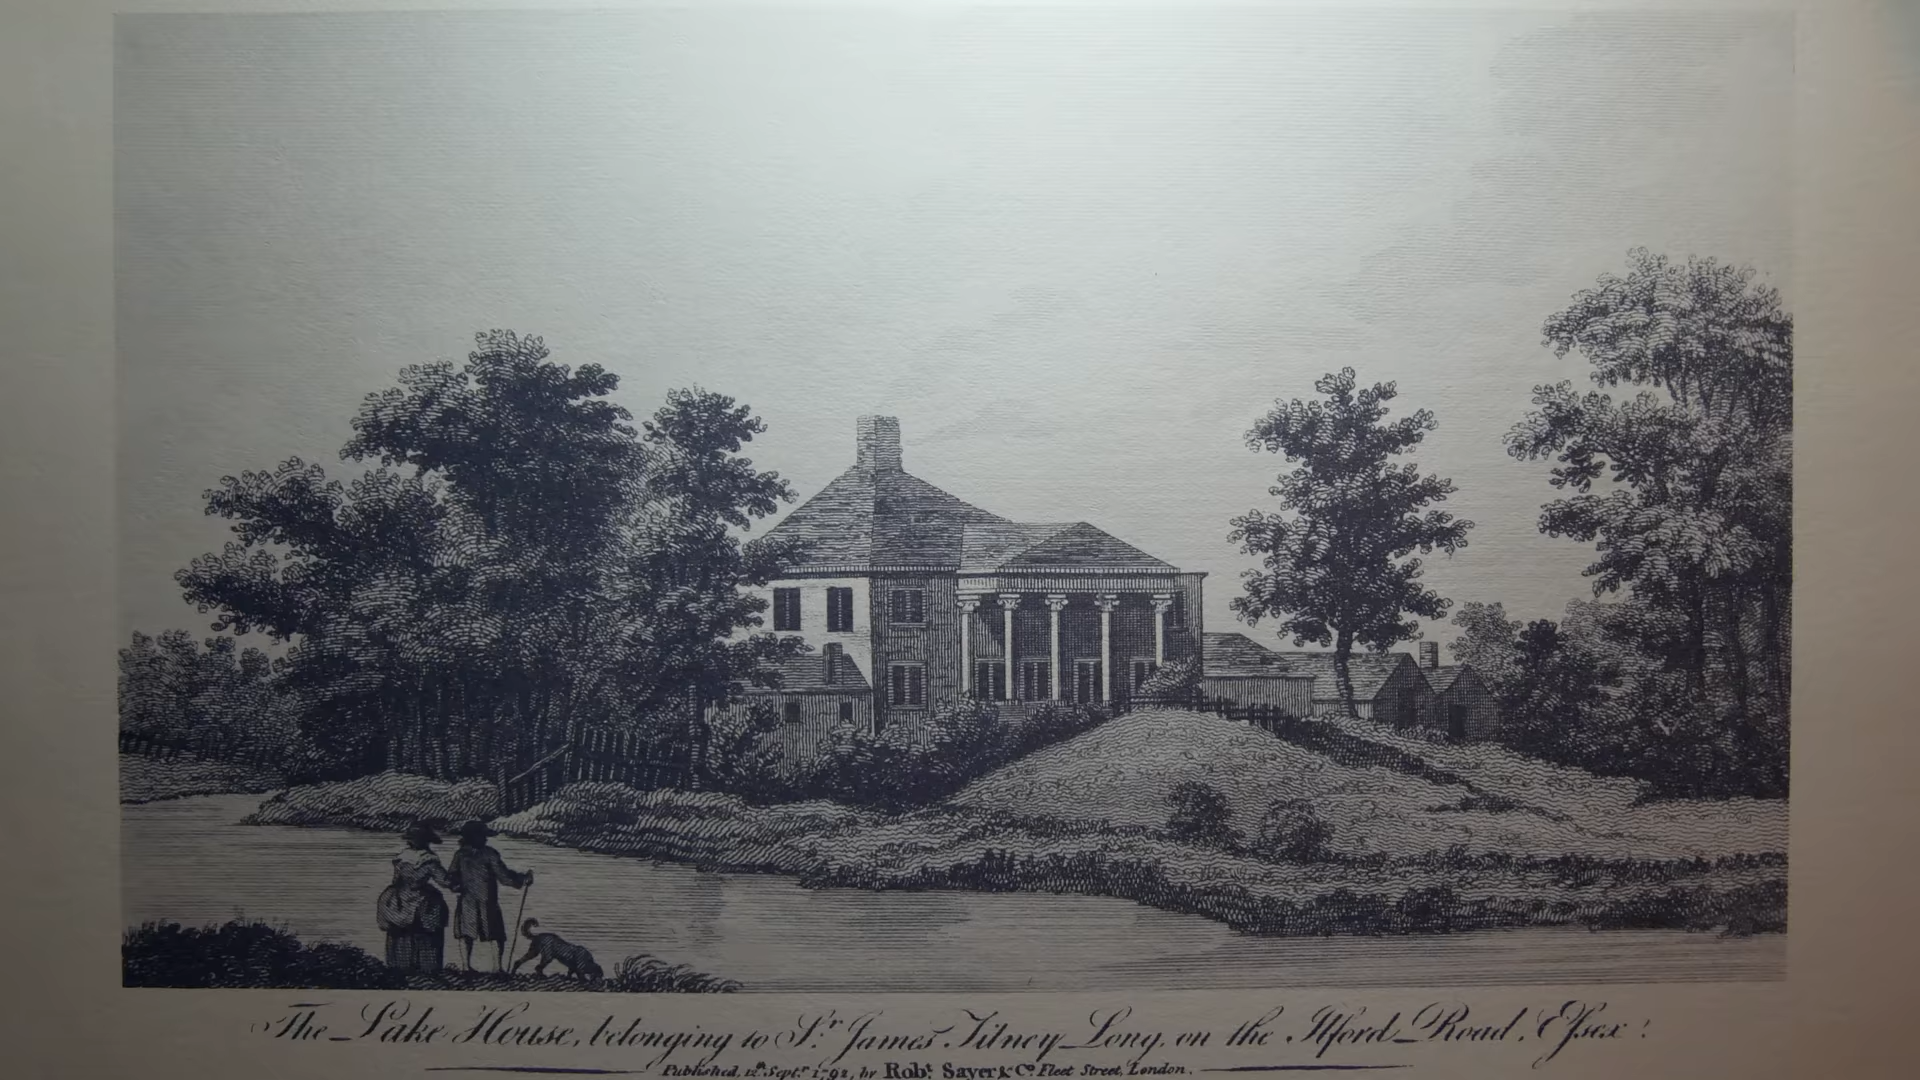 The Lake House, belonging to Sr. James Titney Long, on the Ilford Road, Eſsex.
Published, 12th. Septr. 1792, by Robt. Sayer & Co. Fleet Street, London.